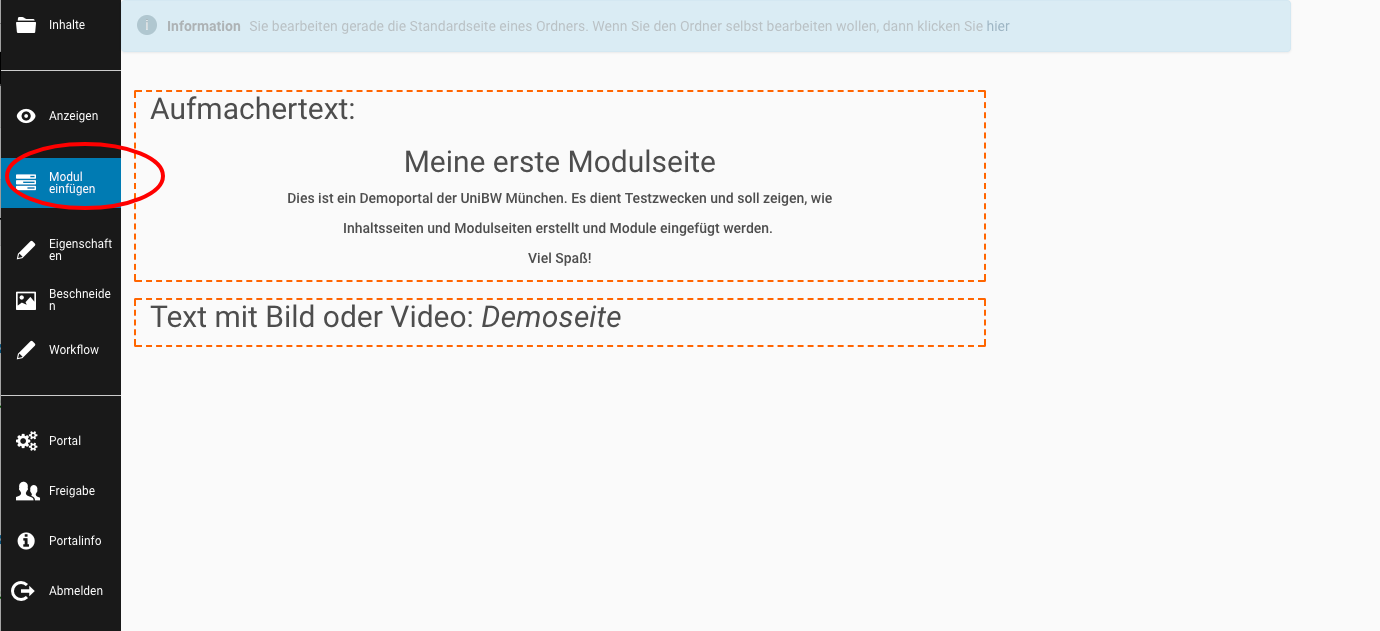 Inhalte
Information Sie bearbeiten gerade die Standardseite eines Ordners. Wenn Sie den Ordner selbst bearbeiten wollen, dann klicken Sie hier
Anzeigen
Modul
einfügen
Eigenschaft
en
Beschneide
n
Workflow
Portal
Freigabe
Portalinfo
Abmelden
Aufmachertext:
Meine erste Modulseite
Dies ist ein Demoportal der UniBW München. Es dient Testzwecken und soll zeigen, wie
Inhaltsseiten und Modulseiten erstellt und Module eingefügt werden.
Viel Spaß!
Text mit Bild oder Video: Demoseite